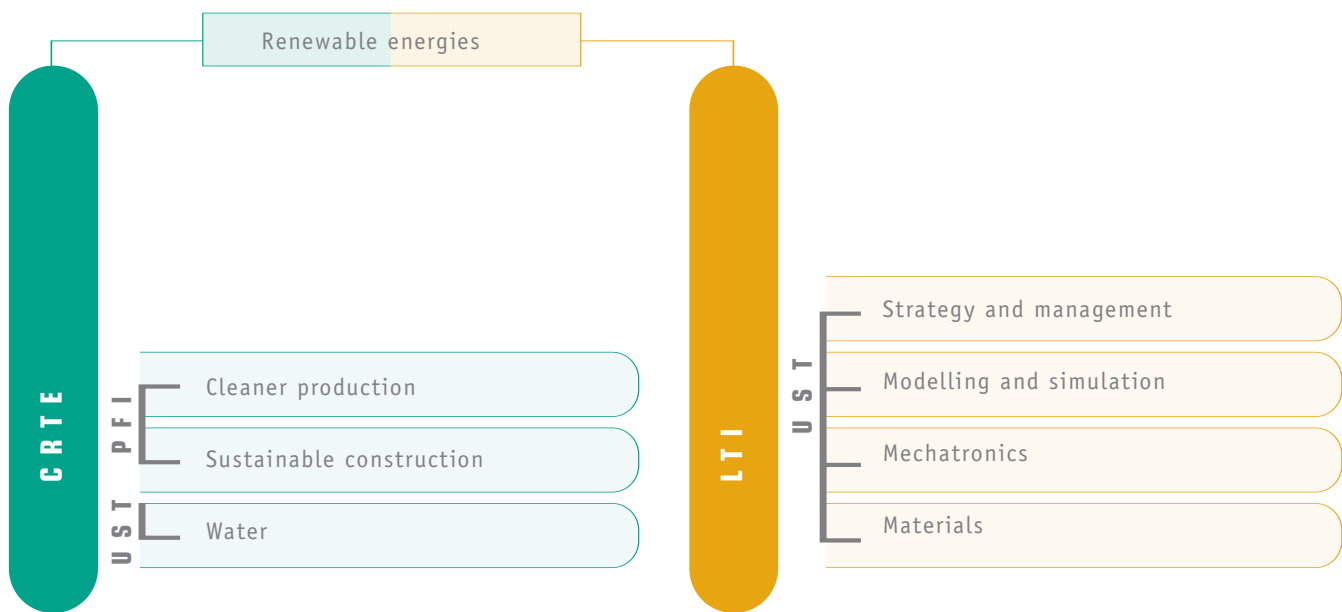 Renewable energies
CRTE
PFI
Cleaner production
Sustainable construction
UST
Water
LTI
UST
Strategy and management
Modelling and simulation
Mechatronics
Materials